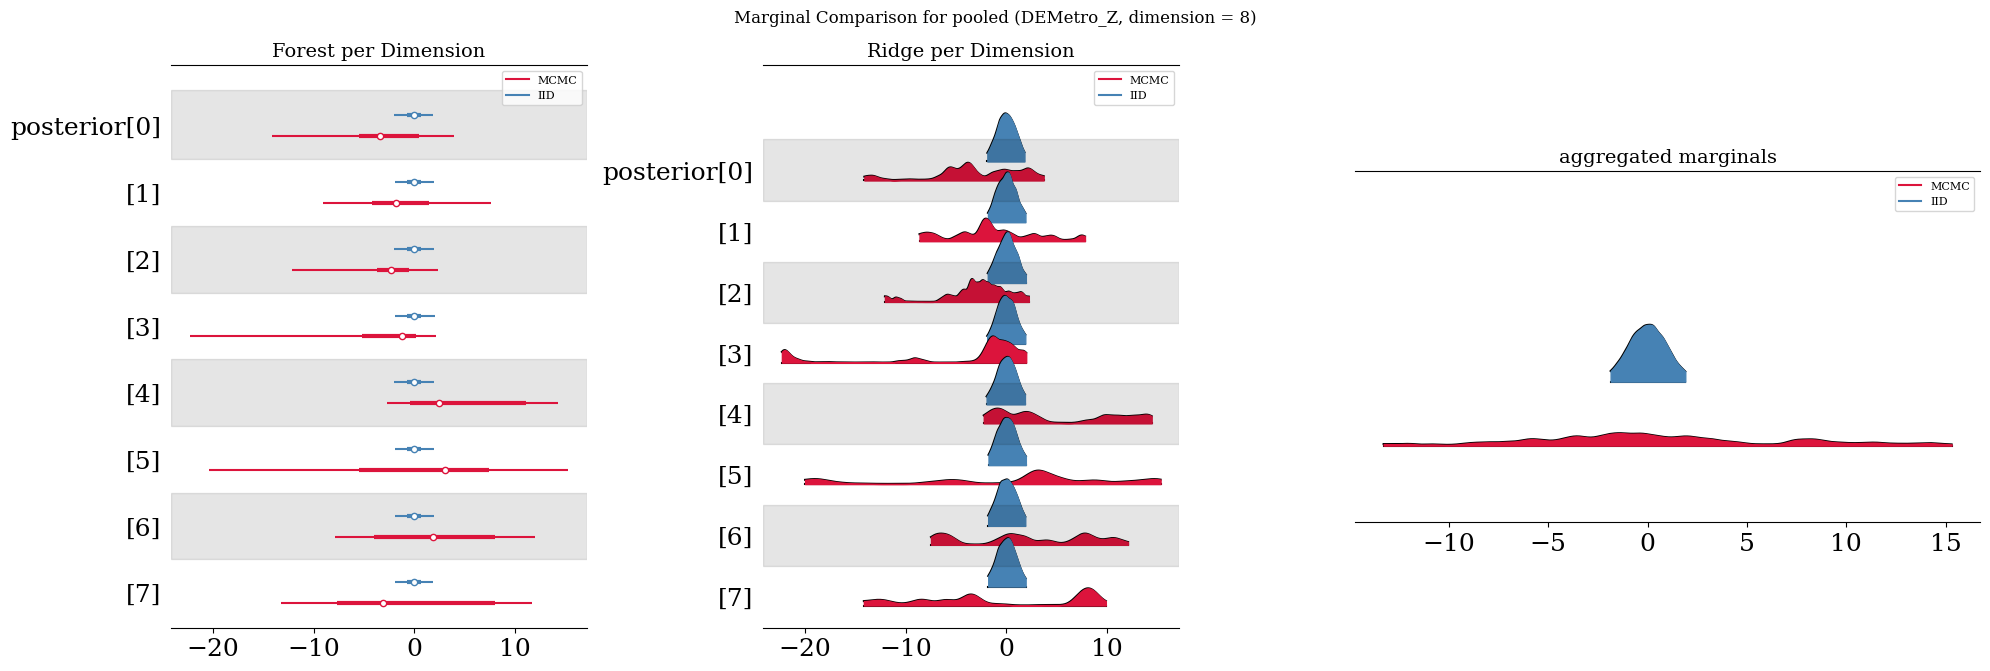 Marginal Comparison for pooled (DEMetro_Z, dimension = 8)
Forest per Dimension
MCMC
IID
posterior[0]
[1]
[2]
[3]
[4]
[5]
[6]
[7]
−20 −10 0 10
Ridge per Dimension
MCMC
IID
posterior[0]
[1]
[2]
[3]
[4]
[5]
[6]
[7]
−20 −10 0 10
aggregated marginals
MCMC
IID
−10 −5 0 5 10 15